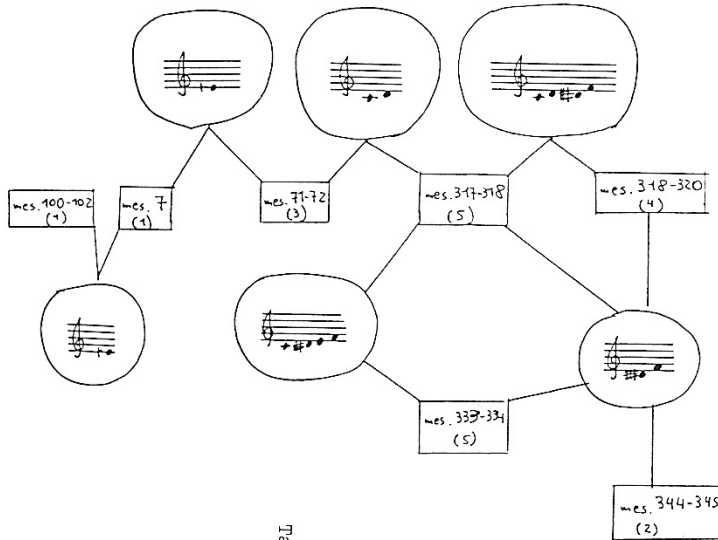 mes. 100-102
(1)
mes. 7
(1)
mes. 71-72
(3)
mes. 317-318
(5)
mes. 318-320
(4)
mes. 333-334
(5)
mes. 344-345
(2)